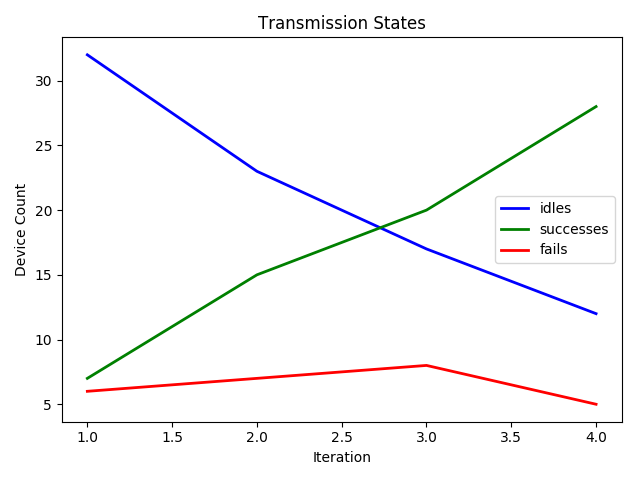 Transmission States
Device Count
30
25
20
15
10
5
idles
successes
fails
1.0 1.5 2.0 2.5 3.0 3.5 4.0
Iteration